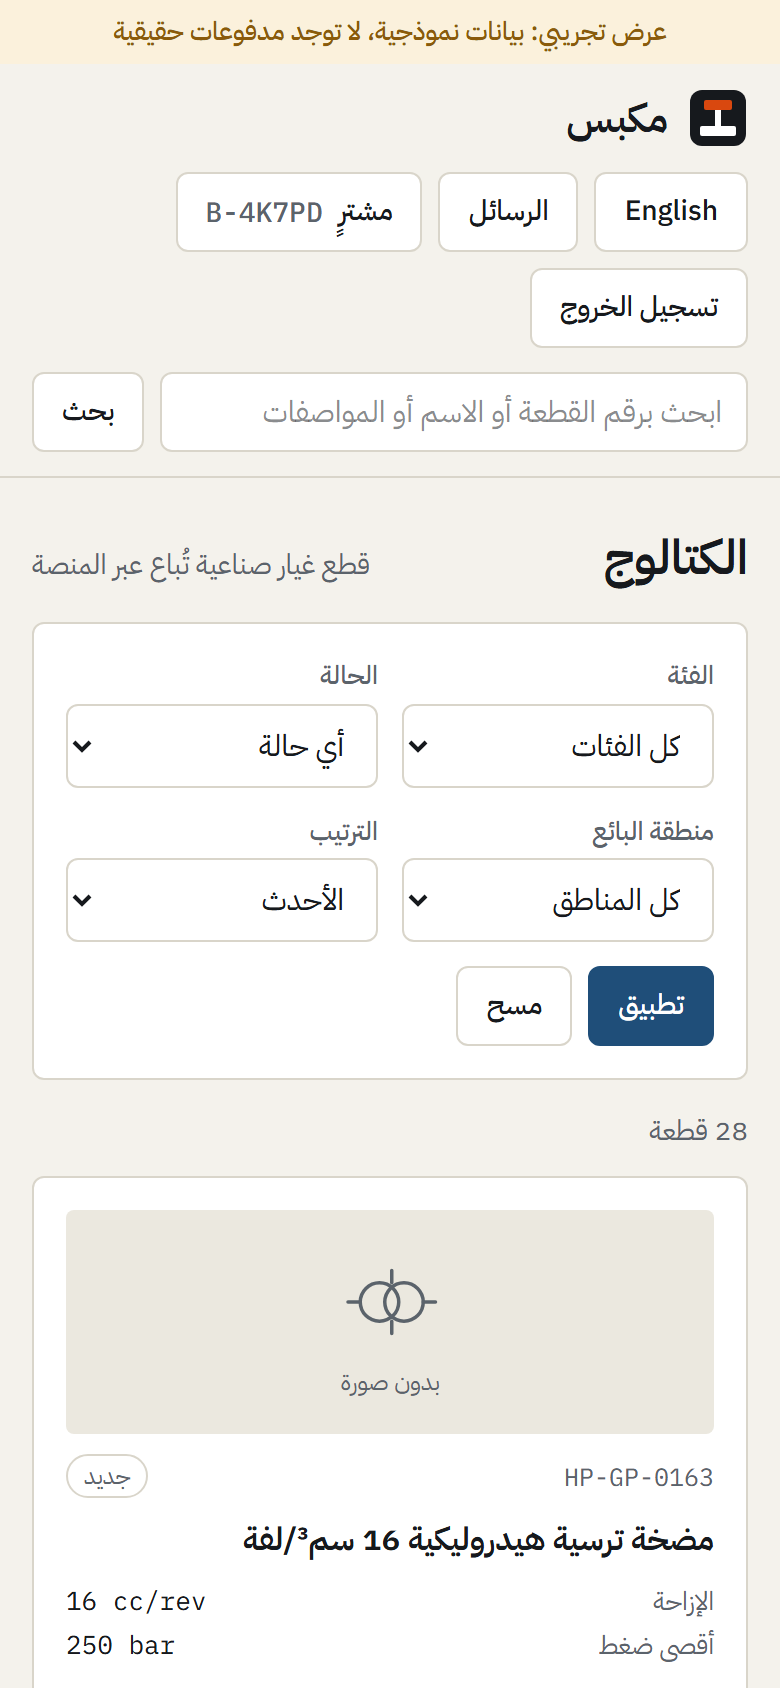 عرض تجريبي: بيانات نموذجية، لا توجد مدفوعات حقيقية
مكبس
English
الرسائل
مشترٍ B-4K7PD
تسجيل الخروج
ابحث برقم القطعة أو الاسم أو المواصفات
بحث
الكتالوج
قطع غيار صناعية تُباع عبر المنصة
الفئة
الحالة
كل الفئات
أي حالة
منطقة البائع
الترتيب
كل المناطق
الأحدث
تطبيق
مسح
28 قطعة
بدون صورة
HP-GP-0163
جديد
مضخة ترسية هيدروليكية 16 سم³/لفة
الإزاحة
16 cc/rev
أقصى ضغط
250 bar